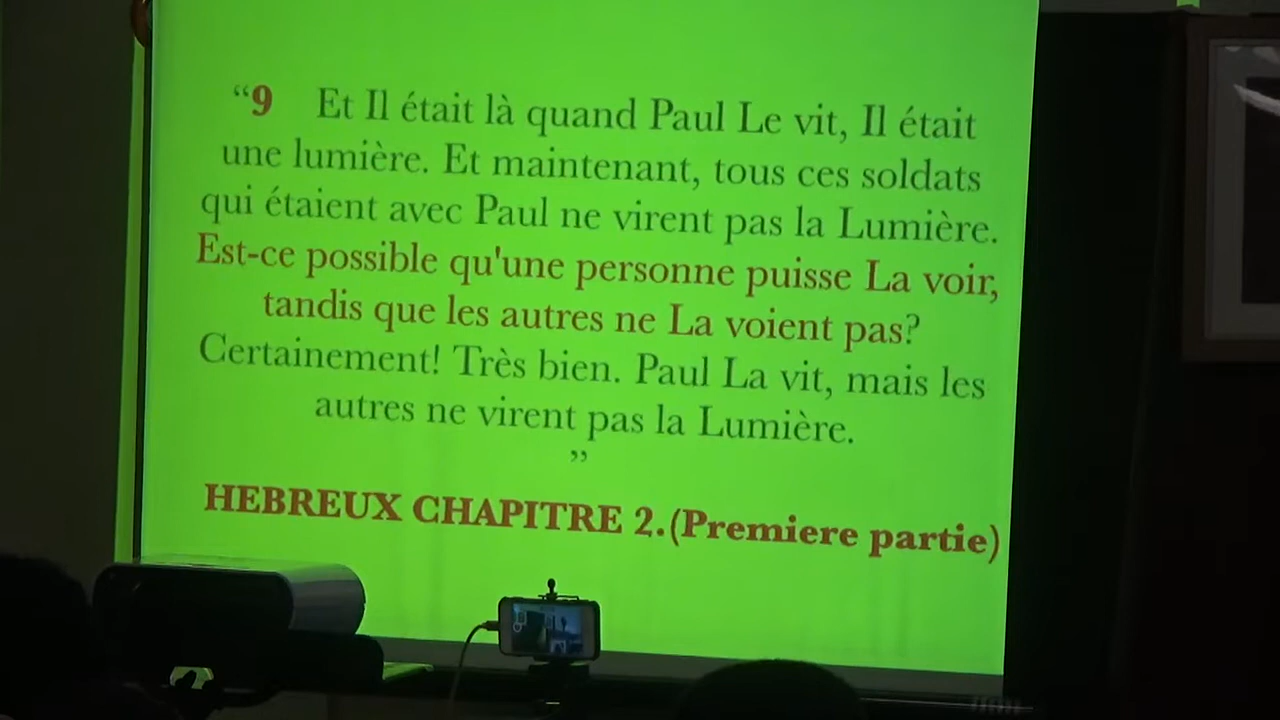 “9 Et Il était là quand Paul Le vit, Il était
une lumière. Et maintenant, tous ces soldats
qui étaient avec Paul ne virent pas la Lumière.
Est-ce possible qu'une personne puisse La voir,
tandis que les autres ne La voient pas?
Certainement! Très bien. Paul La vit, mais les
autres ne virent pas la Lumière.
”
HEBREUX CHAPITRE 2.(Premiere partie)